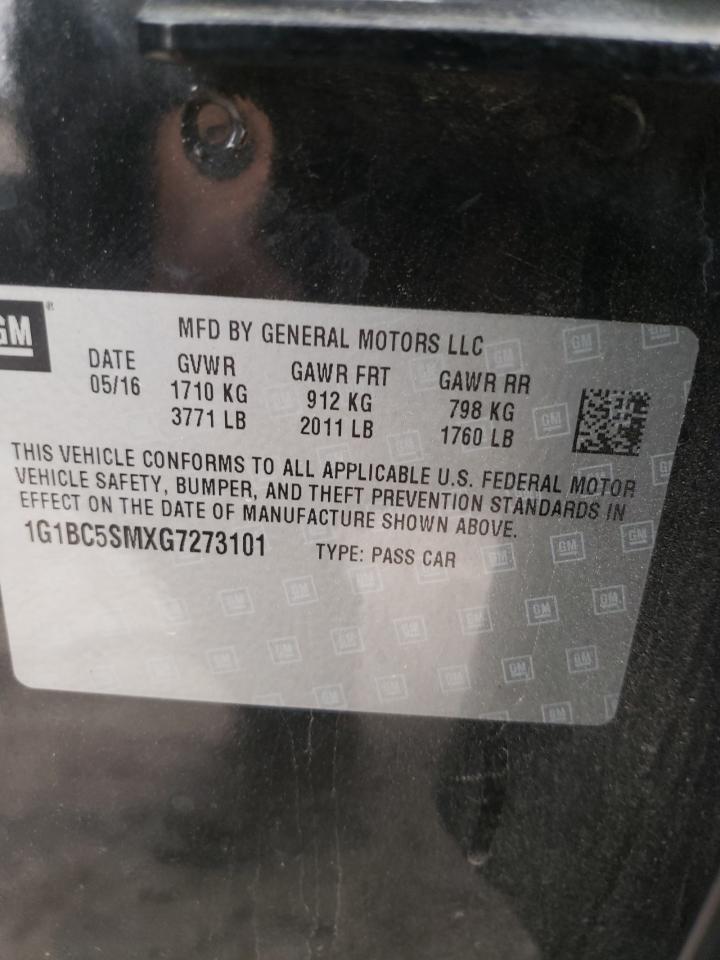 GM
MFD BY GENERAL MOTORS LLC
DATE GVWR GAWR FRT GAWR RR
05/16 1710 KG 912 KG 798 KG
3771 LB 2011 LB 1760 LB
THIS VEHICLE CONFORMS TO ALL APPLICABLE U.S. FEDERAL MOTOR
VEHICLE SAFETY, BUMPER, AND THEFT PREVENTION STANDARDS IN
EFFECT ON THE DATE OF MANUFACTURE SHOWN ABOVE.
1G1BC5SMXG7273101 TYPE: PASS CAR